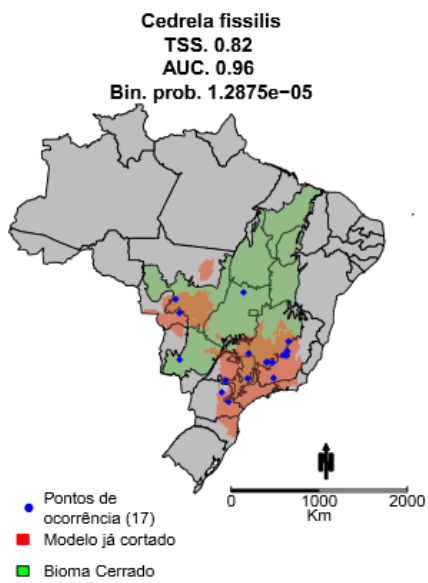 Cedrela fissilis
TSS. 0.82
AUC. 0.96
Bin. prob. 1.2875e−05
N
0 1000 2000
Km
Pontos de
ocorrência (17)
Modelo já cortado
Bioma Cerrado